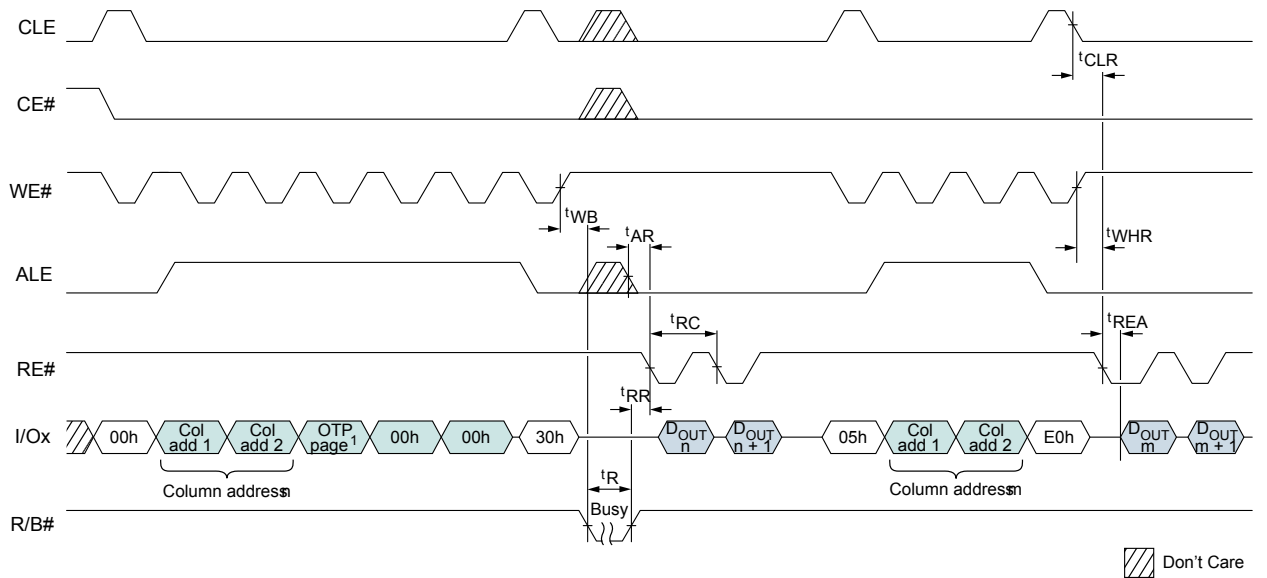 CLE
tCLR
CE#
WE#
tWB
tAR
tWHR
ALE
tRC
tREA
RE#
tRR
I/Ox
00h
Col
add 1
Col
add 2
OTP
page1
00h
00h
30h
DOUT
n
DOUT
n + 1
05h
Col
add 1
Col
add 2
E0h
DOUT
m
DOUT
m + 1
Column address n
tR
Column address m
Busy
R/B#
Don't Care